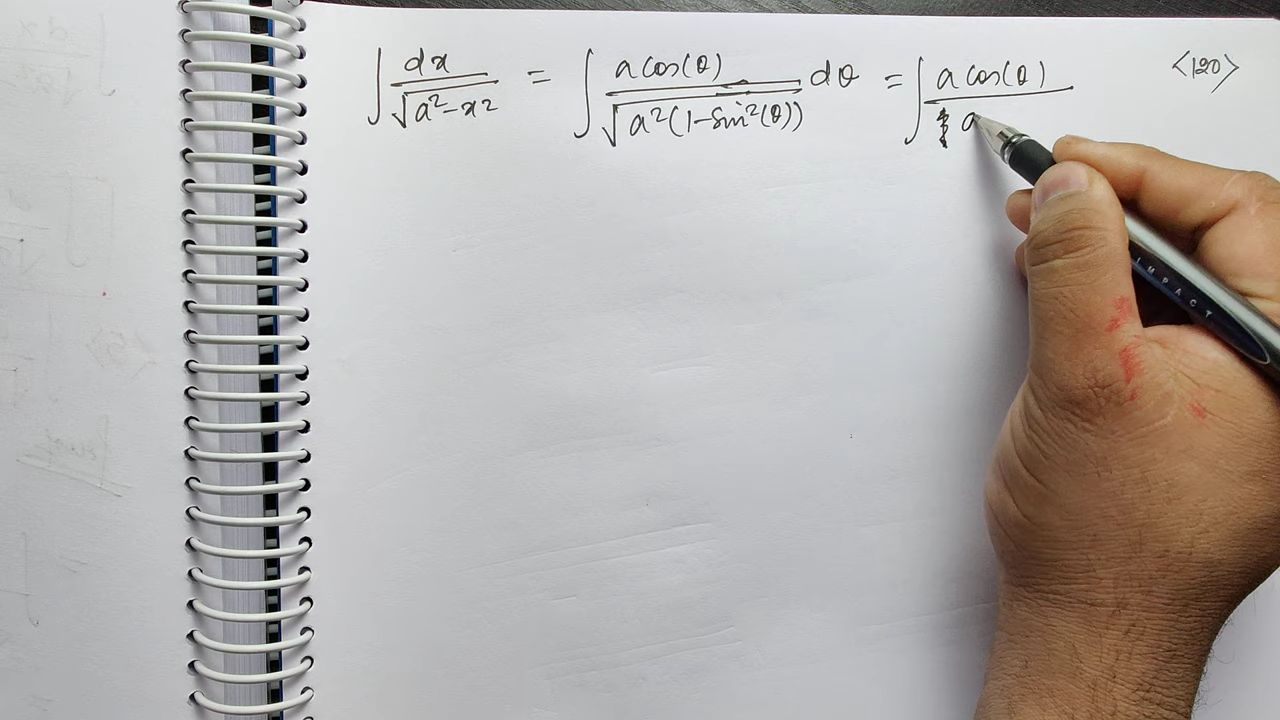 ∫ dx / √(a² - x²) = ∫ a cos(θ) / √(a²(1 - Sin²(θ))) dθ = ∫ a cos(θ) / a <120>
IMPACT